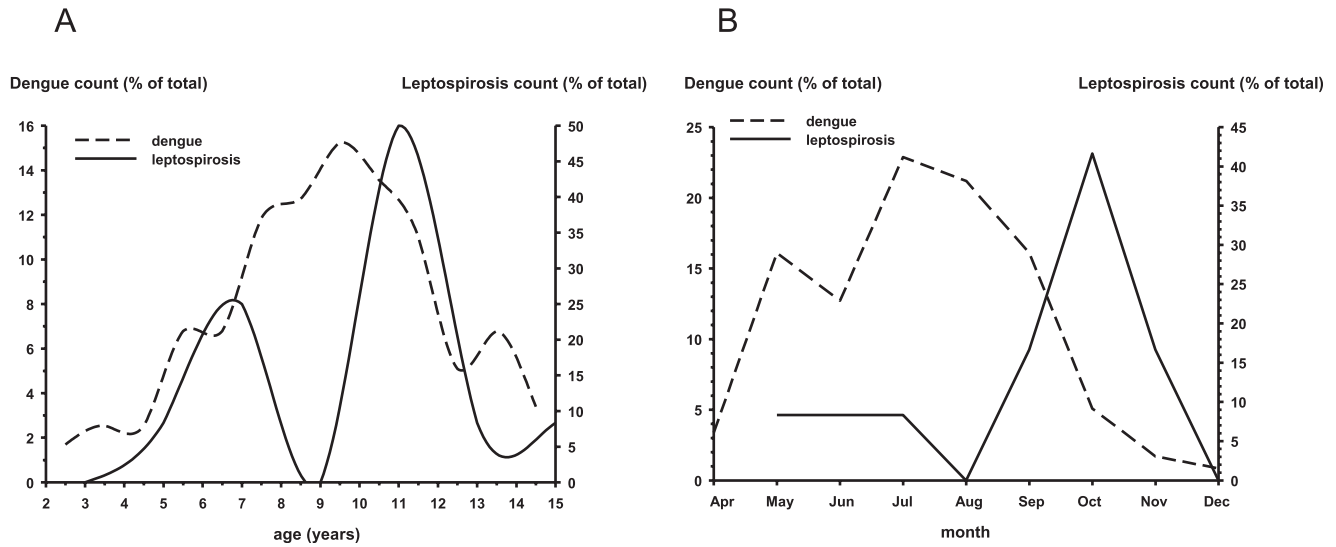 A
B
Dengue count (% of total)
Leptospirosis count (% of total)
Dengue count (% of total)
Leptospirosis count (% of total)
dengue
leptospirosis
16
14
12
10
8
6
4
2
0
50
45
40
35
30
25
20
15
10
5
0
2 3 4 5 6 7 8 9 10 11 12 13 14 15
age (years)
dengue
leptospirosis
25
20
15
10
5
0
45
40
35
30
25
20
15
10
5
0
Apr May Jun Jul Aug Sep Oct Nov Dec
month